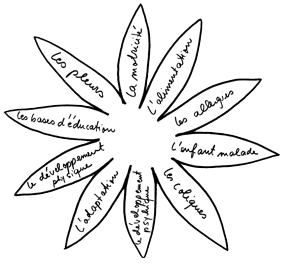 La motricité
L'alimentation
les allergies
L'enfant malade
les coliques
le développement
psychique
L'adaptation
le développement
physique
Les bases d'éducation
Les pleurs